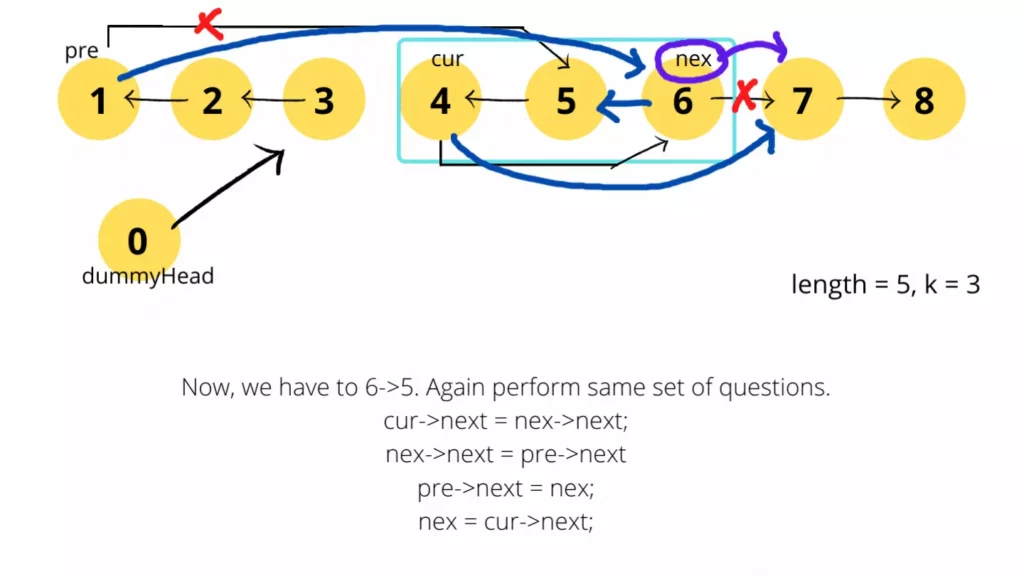 pre
cur
nex
1 2 3 4 5 6 7 8
0
dummyHead
length = 5, k = 3
Now, we have to 6->5. Again perform same set of questions.
cur->next = nex->next;
nex->next = pre->next
pre->next = nex;
nex = cur->next;